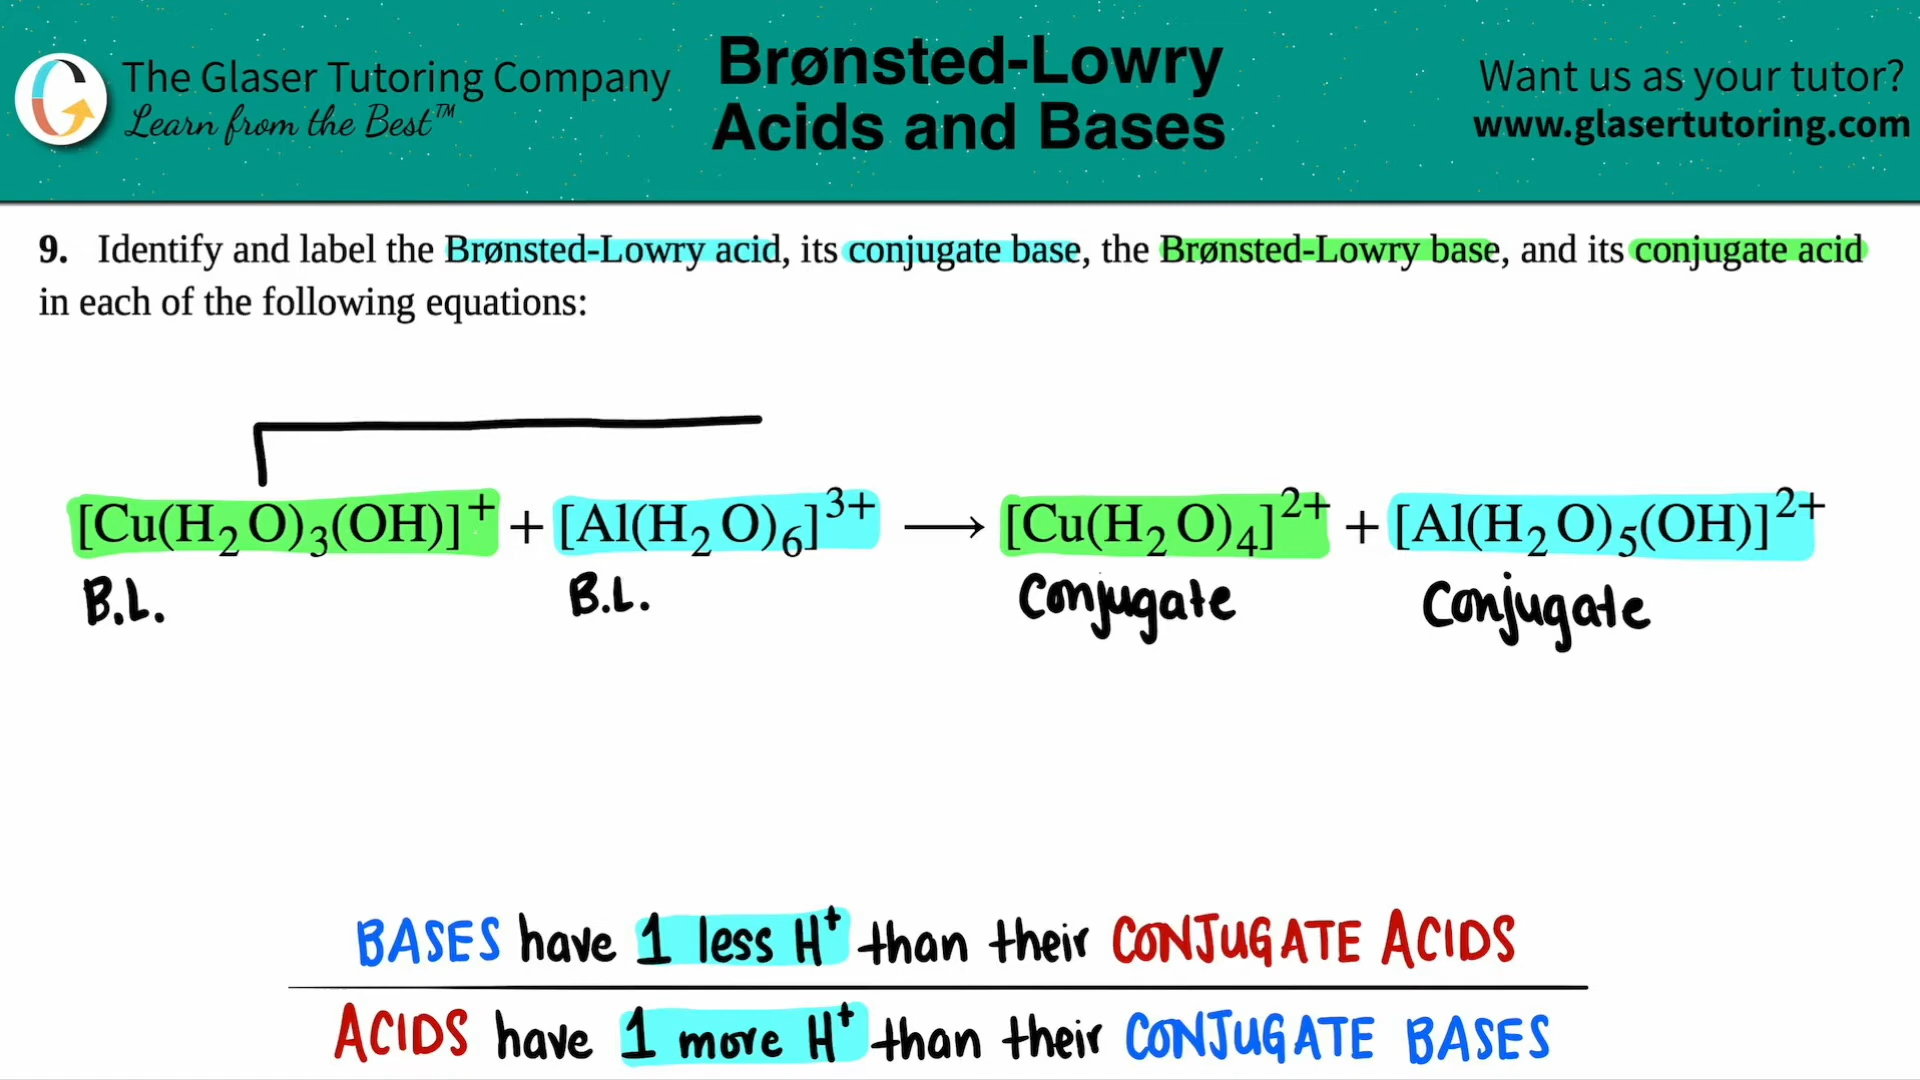 The Glaser Tutoring Company
Learn from the Best™
Brønsted-Lowry
Acids and Bases
Want us as your tutor?
www.glasertutoring.com
9. Identify and label the Brønsted-Lowry acid, its conjugate base, the Brønsted-Lowry base, and its conjugate acid
in each of the following equations:
[Cu(H₂O)₃(OH)]⁺ + [Al(H₂O)₆]³⁺ ⟶ [Cu(H₂O)₄]²⁺ + [Al(H₂O)₅(OH)]²⁺
B.L. B.L. Conjugate Conjugate
BASES have 1 less H⁺ than their CONJUGATE ACIDS
ACIDS have 1 more H⁺ than their CONJUGATE BASES